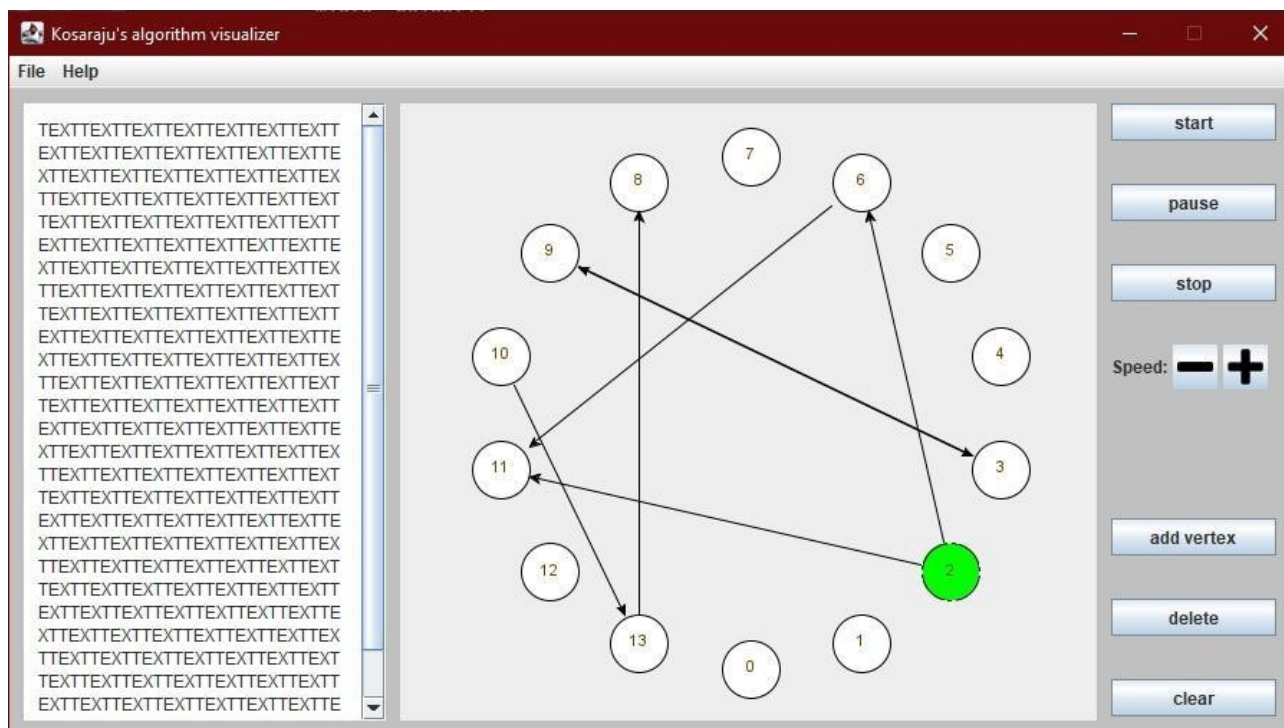 Kosaraju's algorithm visualizer
File Help
TEXTTEXTTEXTTEXTTEXTTEXTTEXTT
EXTTEXTTEXTTEXTTEXTTEXTTEXTTE
XTTEXTTEXTTEXTTEXTTEXTTEXTTEX
TTEXTTEXTTEXTTEXTTEXTTEXTTEXT
TEXTTEXTTEXTTEXTTEXTTEXTTEXTT
EXTTEXTTEXTTEXTTEXTTEXTTEXTTE
XTTEXTTEXTTEXTTEXTTEXTTEXTTEX
TTEXTTEXTTEXTTEXTTEXTTEXTTEXT
TEXTTEXTTEXTTEXTTEXTTEXTTEXTT
EXTTEXTTEXTTEXTTEXTTEXTTEXTTE
XTTEXTTEXTTEXTTEXTTEXTTEXTTEX
TTEXTTEXTTEXTTEXTTEXTTEXTTEXT
TEXTTEXTTEXTTEXTTEXTTEXTTEXTT
EXTTEXTTEXTTEXTTEXTTEXTTEXTTE
XTTEXTTEXTTEXTTEXTTEXTTEXTTEX
TTEXTTEXTTEXTTEXTTEXTTEXTTEXT
TEXTTEXTTEXTTEXTTEXTTEXTTEXTT
EXTTEXTTEXTTEXTTEXTTEXTTEXTTE
XTTEXTTEXTTEXTTEXTTEXTTEXTTEX
TTEXTTEXTTEXTTEXTTEXTTEXTTEXT
TEXTTEXTTEXTTEXTTEXTTEXTTEXTT
EXTTEXTTEXTTEXTTEXTTEXTTEXTTE
XTTEXTTEXTTEXTTEXTTEXTTEXTTEX
TTEXTTEXTTEXTTEXTTEXTTEXTTEXT
TEXTTEXTTEXTTEXTTEXTTEXTTEXTT
EXTTEXTTEXTTEXTTEXTTEXTTEXTTE
7
8
6
9
5
10
4
11
3
12
2
13
1
0
start
pause
stop
Speed:
add vertex
delete
clear